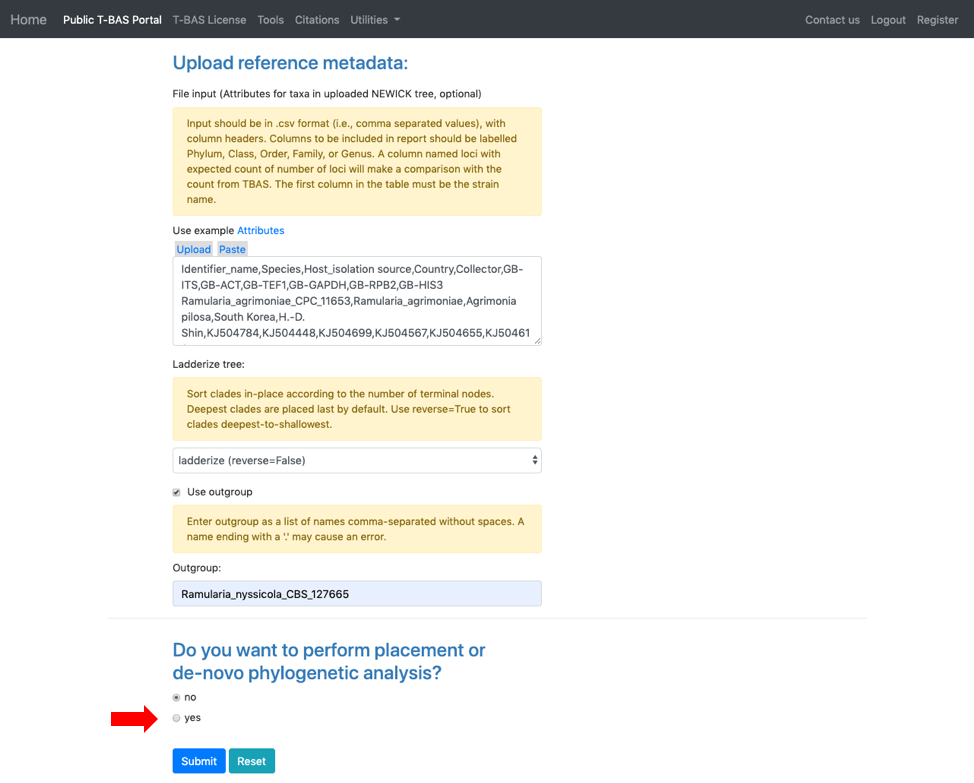 Home Public T-BAS Portal T-BAS License Tools Citations Utilities Contact us Logout Register
Upload reference metadata:
File input (Attributes for taxa in uploaded NEWICK tree, optional)
Input should be in .csv format (i.e., comma separated values), with
column headers. Columns to be included in report should be labelled
Phylum, Class, Order, Family, or Genus. A column named loci with
expected count of number of loci will make a comparison with the
count from TBAS. The first column in the table must be the strain
name.
Use example Attributes
Upload Paste
Identifier_name,Species,Host_isolation source,Country,Collector,GB-
ITS,GB-ACT,GB-TEF1,GB-GAPDH,GB-RPB2,GB-HIS3
Ramularia_agrimoniae_CPC_11653,Ramularia_agrimoniae,Agrimonia
pilosa,South Korea,H.-D.
Shin,KJ504784,KJ504448,KJ504699,KJ504567,KJ504655,KJ50461
Ladderize tree:
Sort clades in-place according to the number of terminal nodes.
Deepest clades are placed last by default. Use reverse=True to sort
clades deepest-to-shallowest.
ladderize (reverse=False)
Use outgroup
Enter outgroup as a list of names comma-separated without spaces. A
name ending with a '.' may cause an error.
Outgroup:
Ramularia_nyssicola_CBS_127665
Do you want to perform placement or
de-novo phylogenetic analysis?
no
yes
Submit Reset